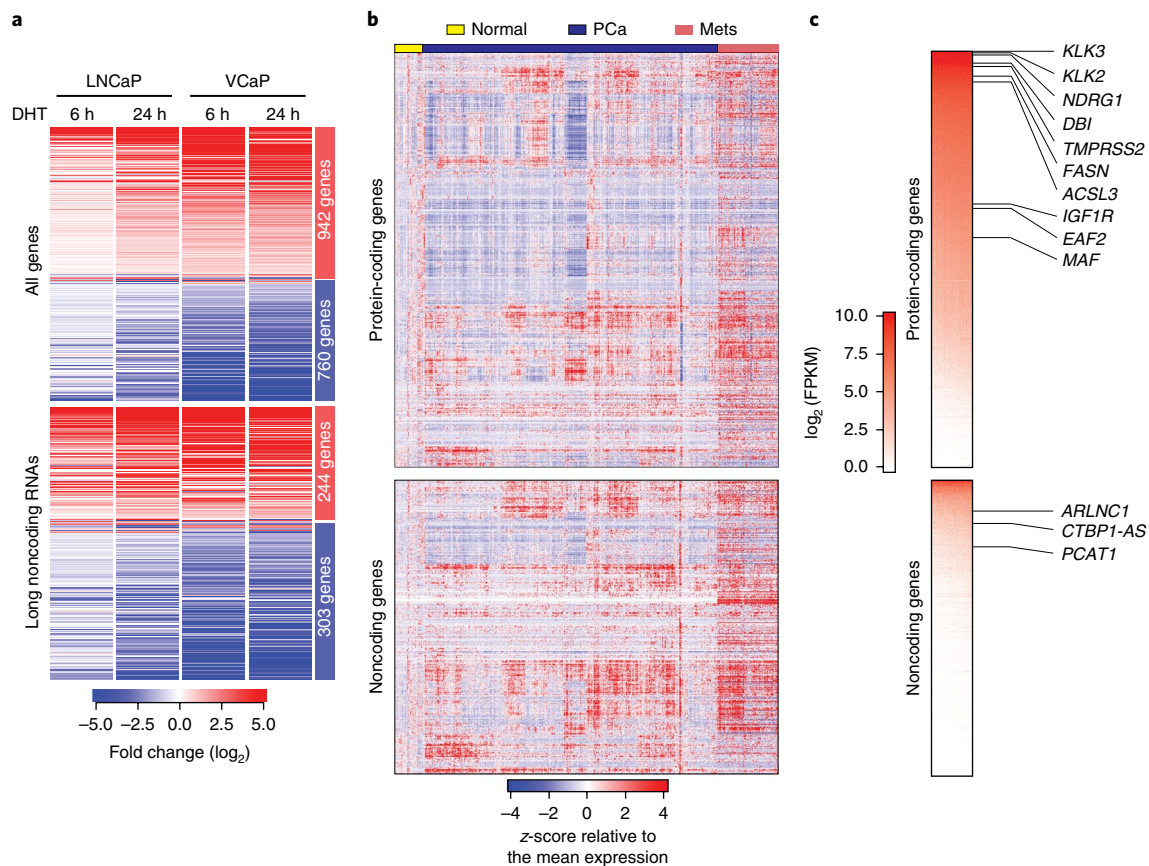 a
LNCaP VCaP
DHT 6 h 24 h 6 h 24 h
All genes
942 genes
760 genes
Long noncoding RNAs
244 genes
303 genes
−5.0 −2.5 0.0 2.5 5.0
Fold change (log2)
b
Normal PCa Mets
Protein-coding genes
Noncoding genes
−4 −2 0 2 4
z-score relative to
the mean expression
c
KLK3
KLK2
NDRG1
DBI
TMPRSS2
FASN
ACSL3
IGF1R
EAF2
MAF
Protein-coding genes
10.0
7.5
5.0
2.5
0.0
log2 (FPKM)
ARLNC1
CTBP1-AS
PCAT1
Noncoding genes